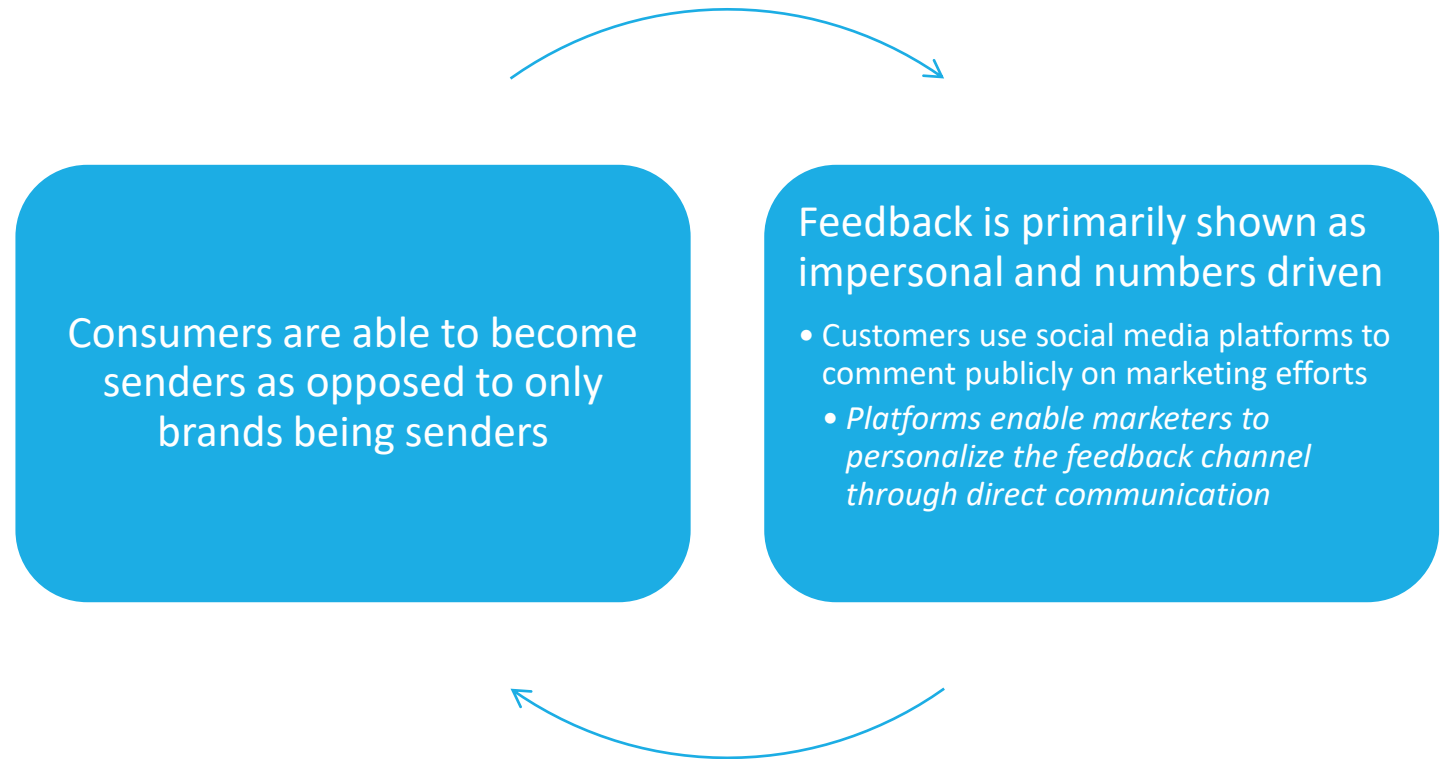 Consumers are able to become
senders as opposed to only
brands being senders
Feedback is primarily shown as
impersonal and numbers driven
• Customers use social media platforms to
comment publicly on marketing efforts
• Platforms enable marketers to
personalize the feedback channel
through direct communication